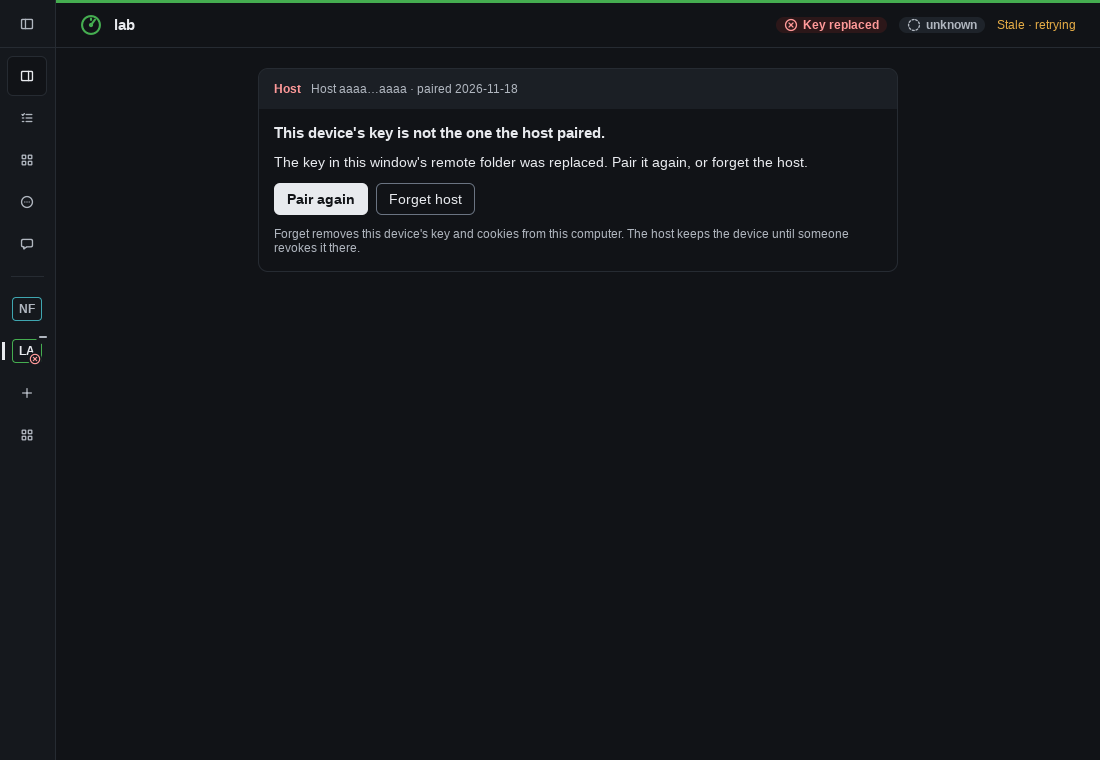 lab
Key replaced
unknown
Stale · retrying
Host Host aaaa…aaaa · paired 2026-11-18
This device's key is not the one the host paired.
The key in this window's remote folder was replaced. Pair it again, or forget the host.
Pair again
Forget host
Forget removes this device's key and cookies from this computer. The host keeps the device until someone
revokes it there.
NF
LA